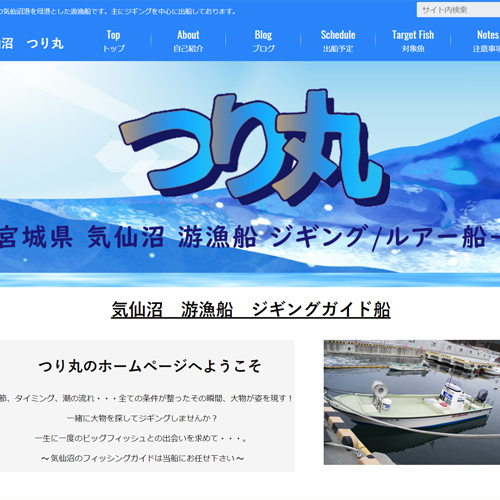 の気仙沼港を母港とした游漁船です。主にジギングを中心に出船しております。
サイト内検索
仙沼 つり丸
Top
トップ
About
自己紹介
Blog
ブログ
Schedule
出船予定
Target Fish
対象魚
Notes
注意事項
つり丸
宮城県 気仙沼 游漁船 ジギング/ルアー船
気仙沼 游漁船 ジギングガイド船
つり丸のホームページへようこそ
節、タイミング、潮の流れ・・・全ての条件が整ったその瞬間、大物が姿を現す！
一緒に大物を探してジギングしませんか？
一生に一度のビッグフィッシュとの出会いを求めて・・・。
～ 気仙沼のフィッシングガイドは当船にお任せ下さい ～